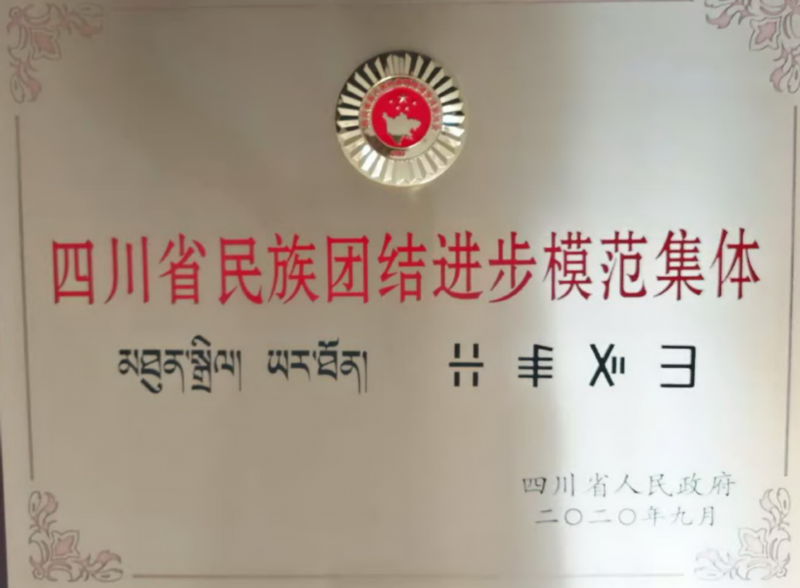 四川省民族团结进步模范集体
མཐུན་སྒྲིལ། ཡར་ཐོན།
四川省人民政府
二〇二〇年九月